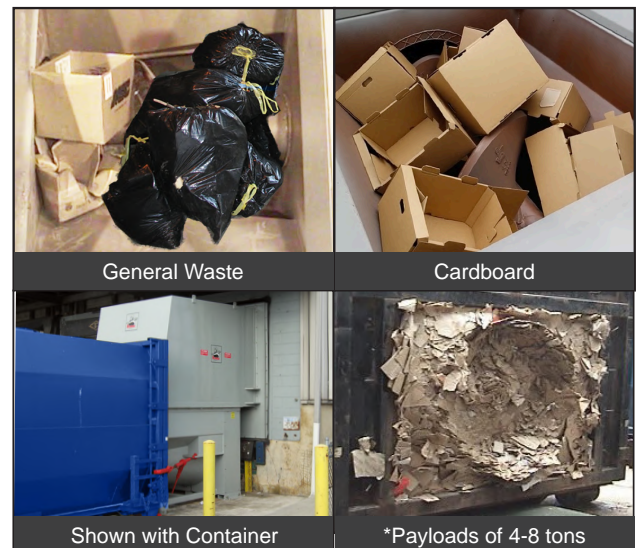 General Waste
Cardboard
Shown with Container
*Payloads of 4-8 tons